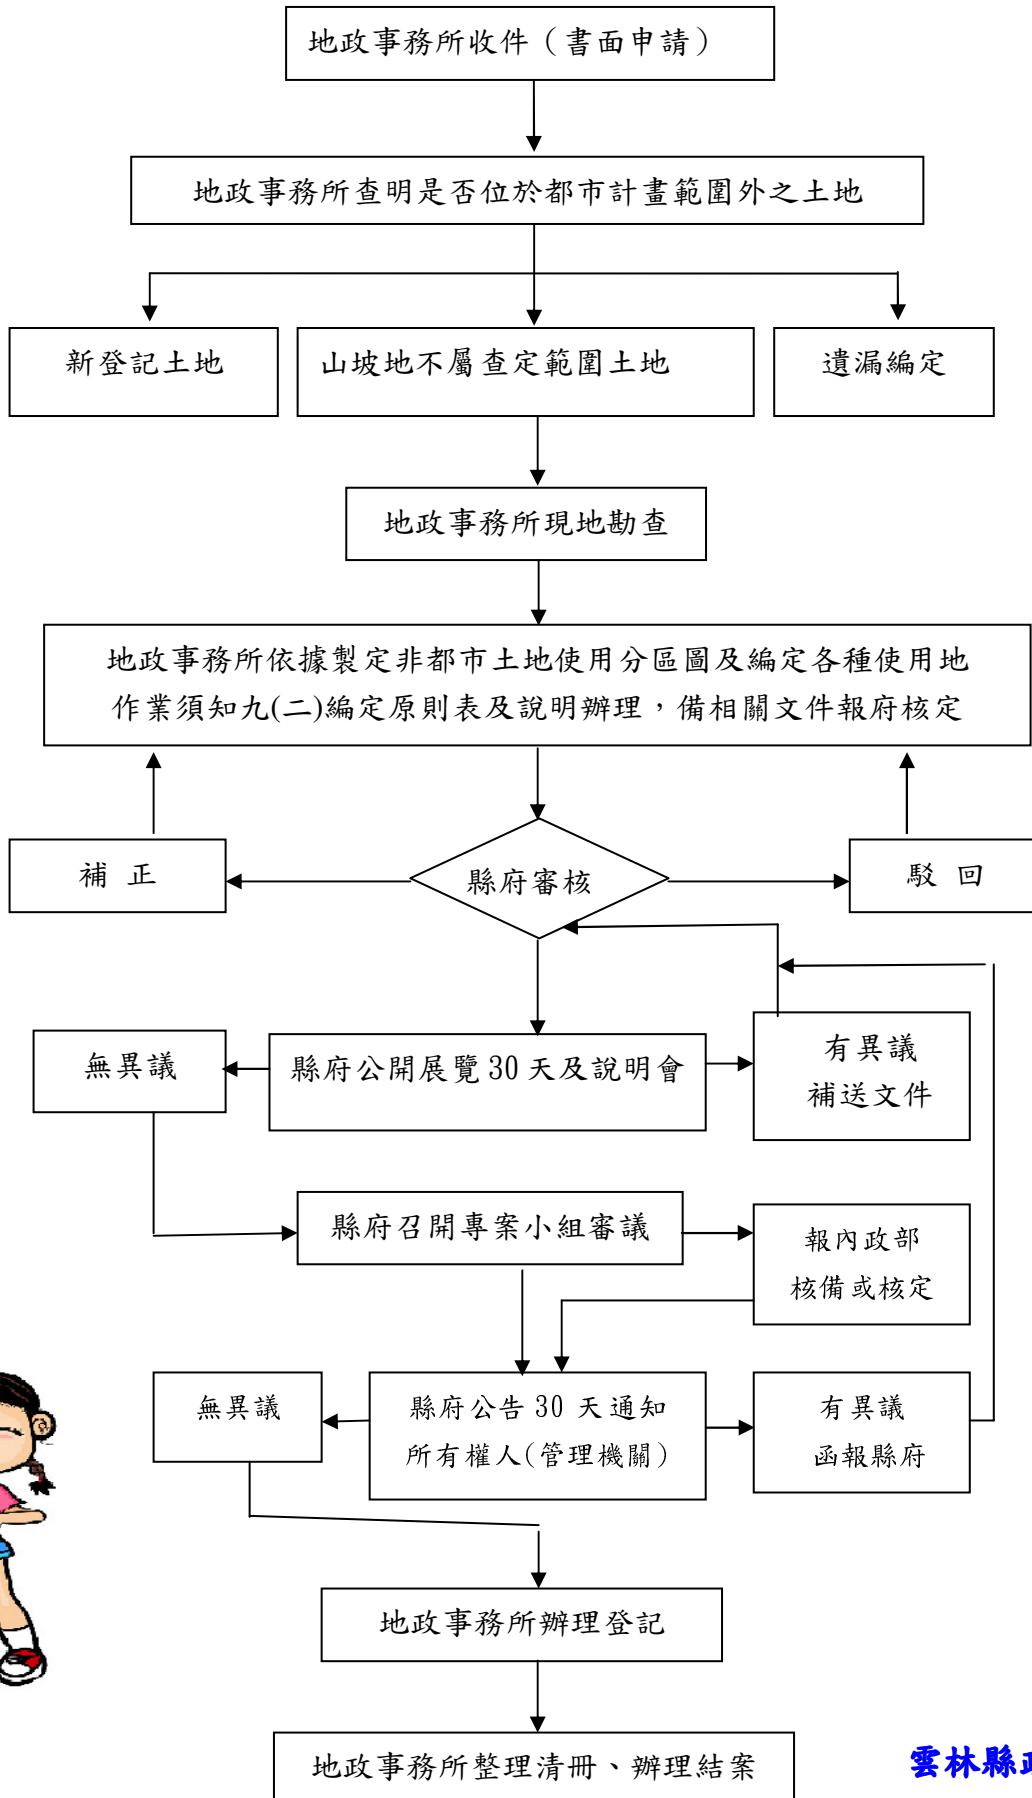 地政事務所收件（書面申請）
地政事務所查明是否位於都市計畫範圍外之土地
新登記土地
山坡地不屬查定範圍土地
遺漏編定
地政事務所現地勘查
地政事務所依據製定非都市土地使用分區圖及編定各種使用地
作業須知九(二)編定原則表及說明辦理，備相關文件報府核定
補 正
縣府審核
駁 回
無異議
縣府公開展覽30天及說明會
有異議
補送文件
縣府召開專案小組審議
報內政部
核備或核定
無異議
縣府公告 30 天通知
所有權人(管理機關)
有異議
函報縣府
地政事務所辦理登記
地政事務所整理清冊、辦理結案
雲林縣政